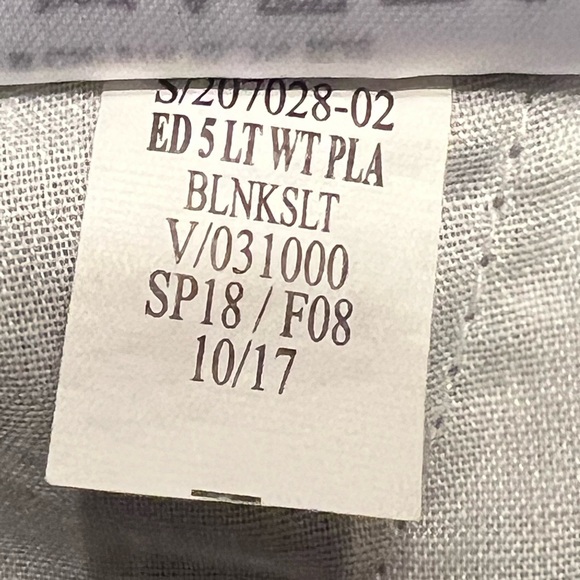 S/207028-02
ED 5 LT WT PLA
BLNKSLT
V/031000
SP18 / F08
10/17